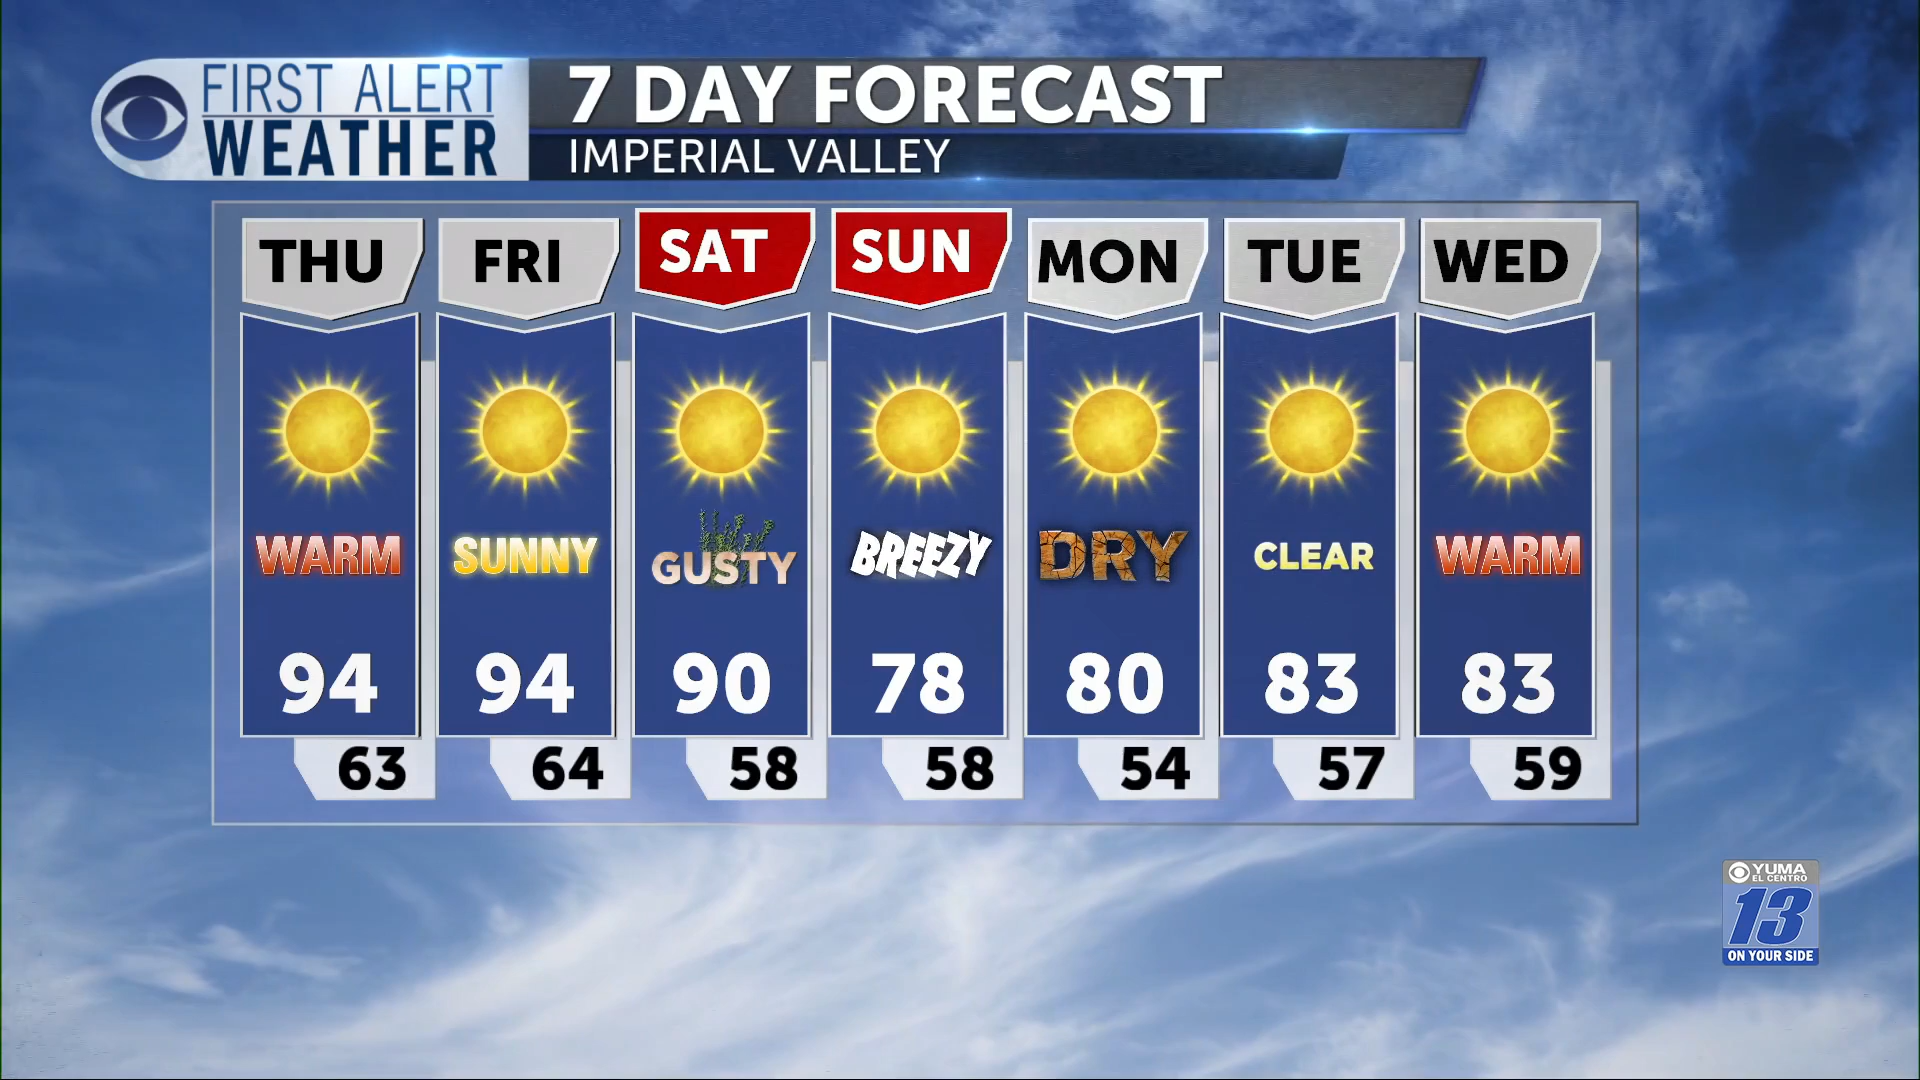 FIRST ALERT
WEATHER
7 DAY FORECAST
IMPERIAL VALLEY
THU FRI SAT SUN MON TUE WED
WARM SUNNY GUSTY BREEZY DRY CLEAR WARM
94 94 90 78 80 83 83
63 64 58 58 54 57 59
YUMA
EL CENTRO
13
ON YOUR SIDE